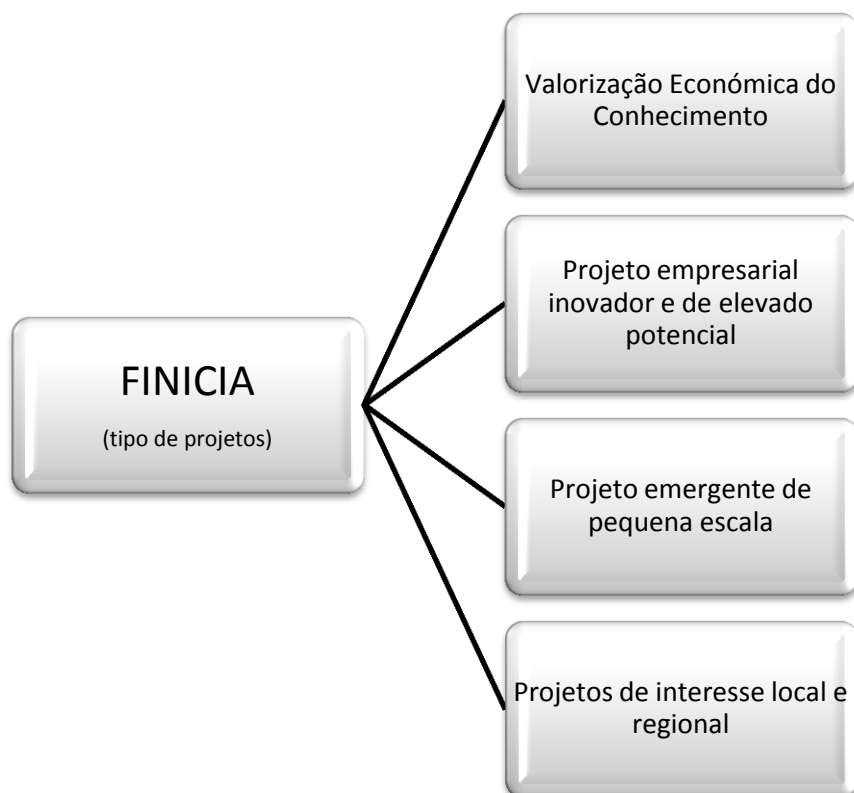 FINICIA
(tipo de projetos)
Valorização Económica do
Conhecimento
Projeto empresarial
inovador e de elevado
potencial
Projeto emergente de
pequena escala
Projetos de interesse local e
regional